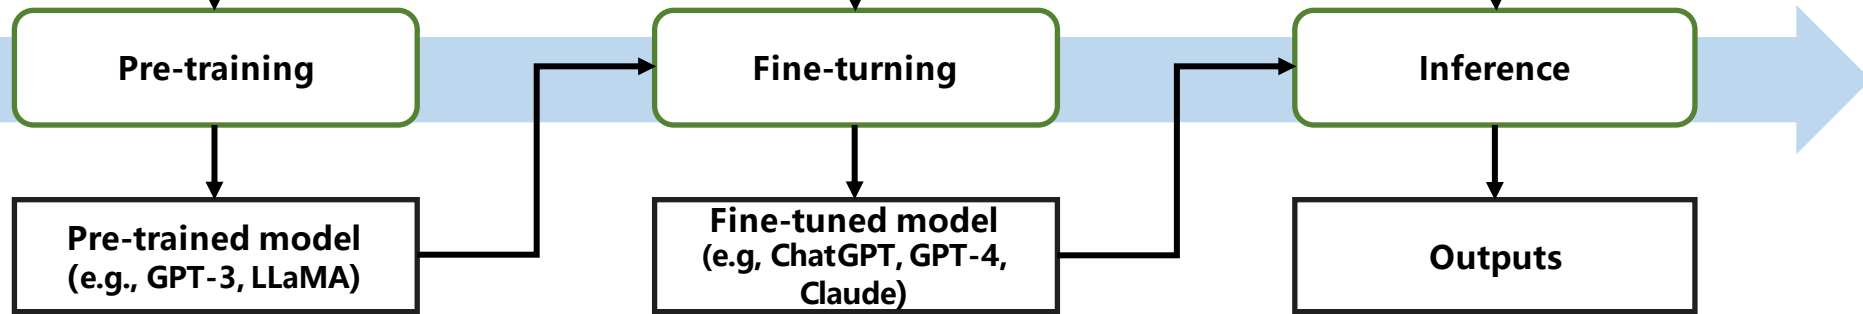 Pre-training
Fine-turning
Inference
Pre-trained model
(e.g., GPT-3, LLaMA)
Fine-tuned model
(e.g, ChatGPT, GPT-4,
Claude)
Outputs